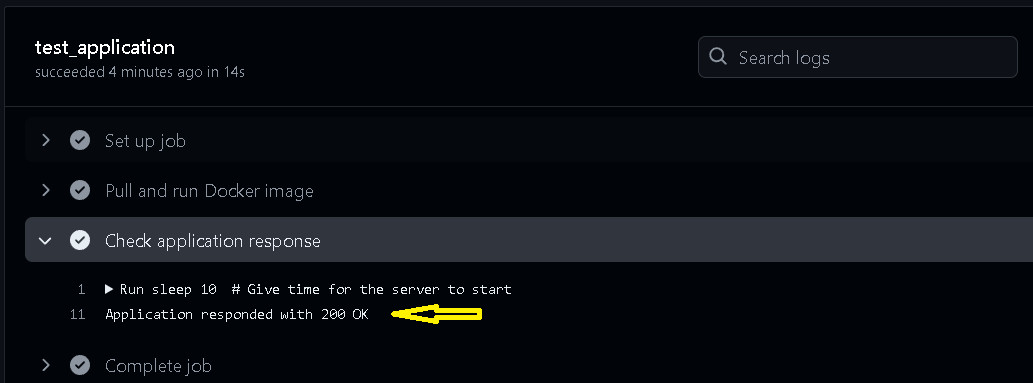 test_application
succeeded 4 minutes ago in 14s
Search logs
Set up job
Pull and run Docker image
Check application response
1 Run sleep 10 # Give time for the server to start
11 Application responded with 200 OK
Complete job